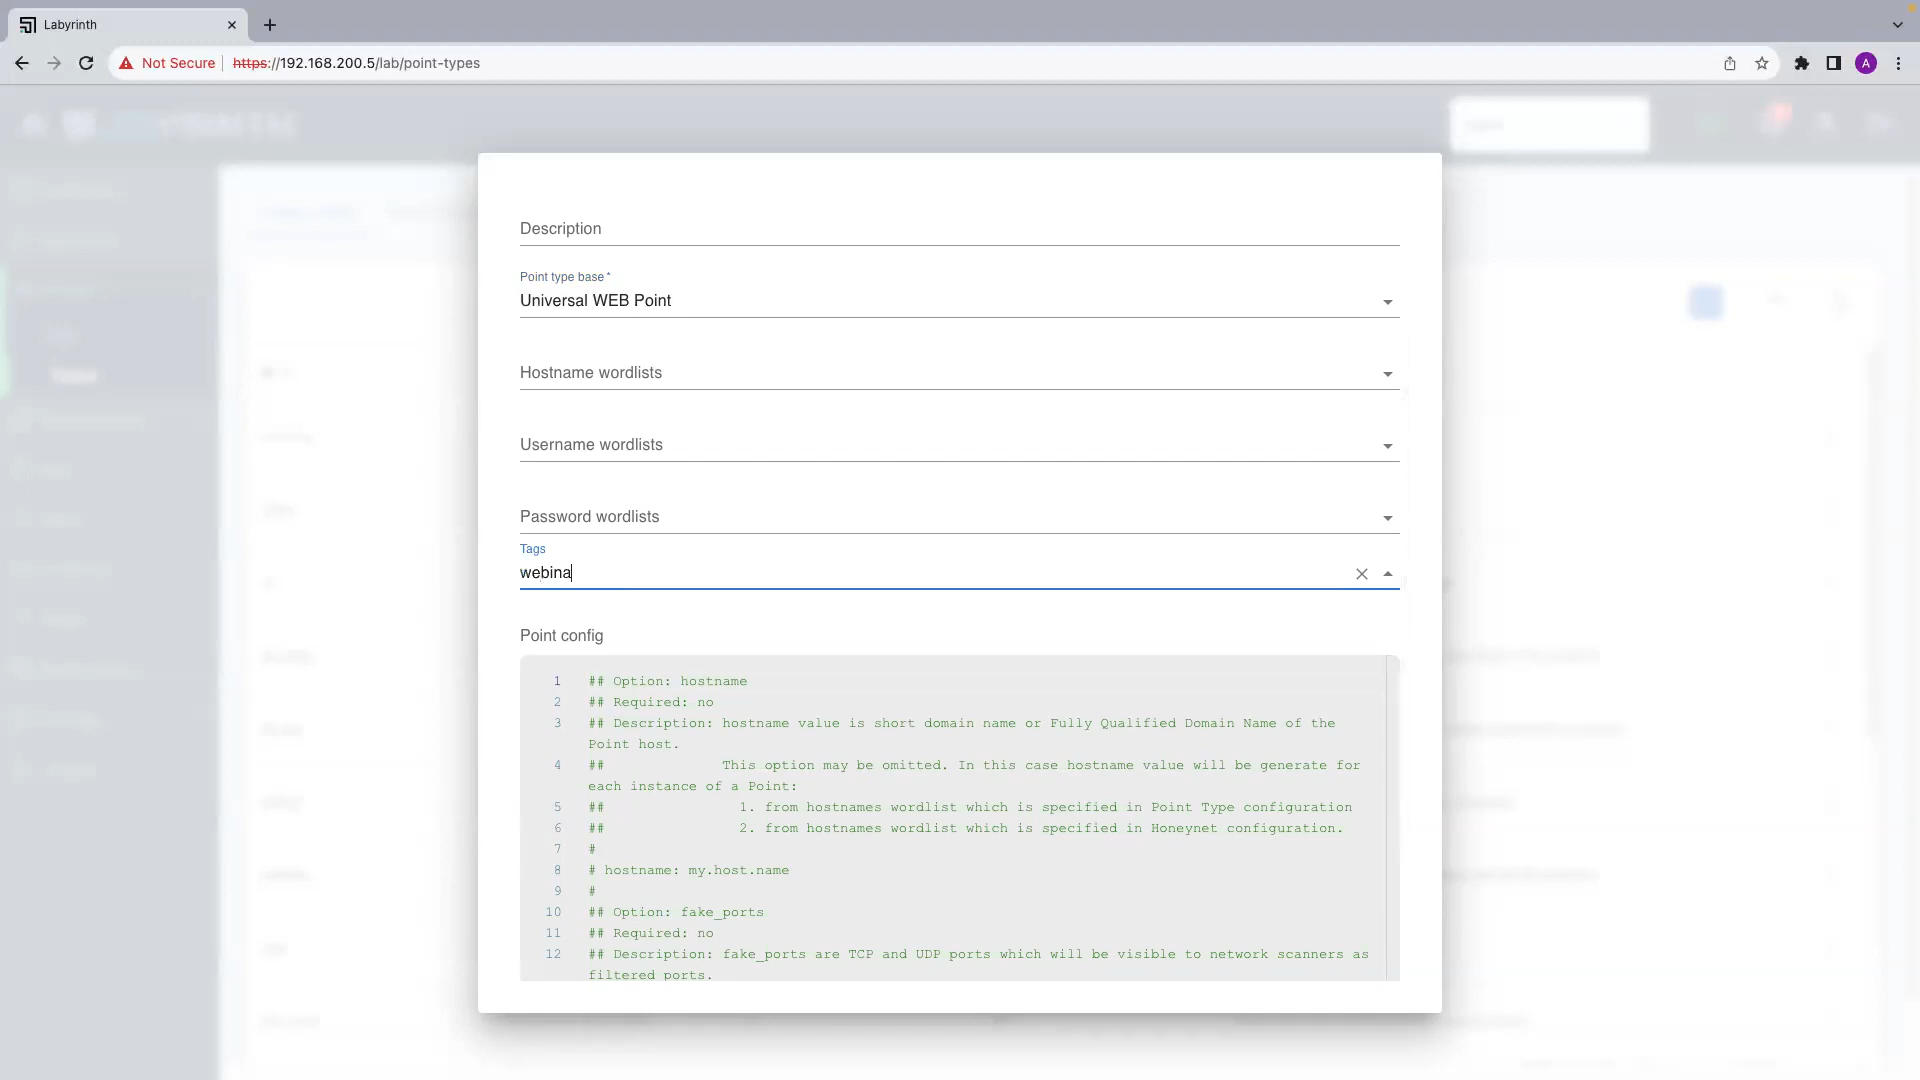 Labyrinth
Not Secure
https://192.168.200.5/lab/point-types
A
Description
Point type base *
Universal WEB Point
Hostname wordlists
Username wordlists
Password wordlists
Tags
webina
Point config
1 ## Option: hostname
2 ## Required: no
3 ## Description: hostname value is short domain name or Fully Qualified Domain Name of the
Point host.
4 ## This option may be omitted. In this case hostname value will be generate for
each instance of a Point:
5 ## 1. from hostnames wordlist which is specified in Point Type configuration
6 ## 2. from hostnames wordlist which is specified in Honeynet configuration.
7 #
8 # hostname: my.host.name
9 #
10 ## Option: fake_ports
11 ## Required: no
12 ## Description: fake_ports are TCP and UDP ports which will be visible to network scanners as
filtered ports.